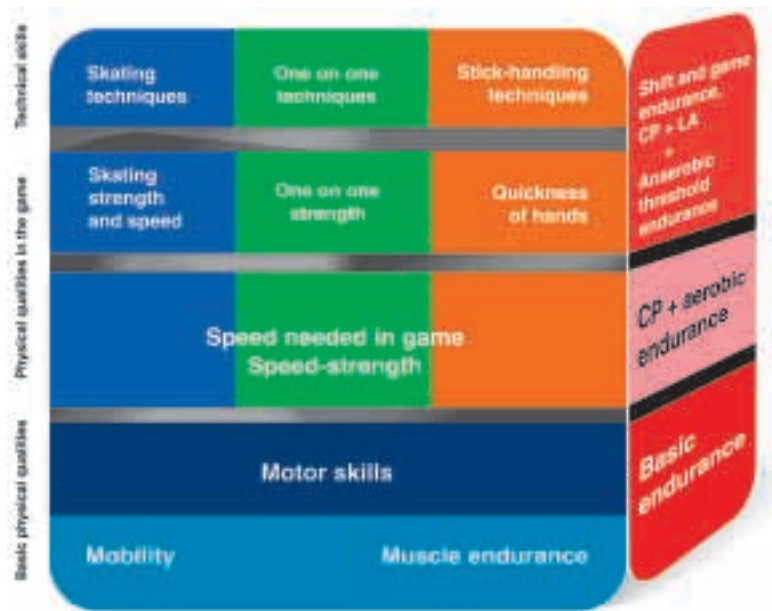 Technical skills
Skating
techniques
One on one
techniques
Stick-handling
techniques
Shift and game
endurance,
CP + LA
+
Anaerobic
threshold
endurance
Physical qualities in the game
Skating
strength
and speed
One on one
strength
Quickness
of hands
Speed needed in game
Speed-strength
CP + aerobic
endurance
Basic physical qualities
Motor skills
Mobility
Muscle endurance
Basic
endurance